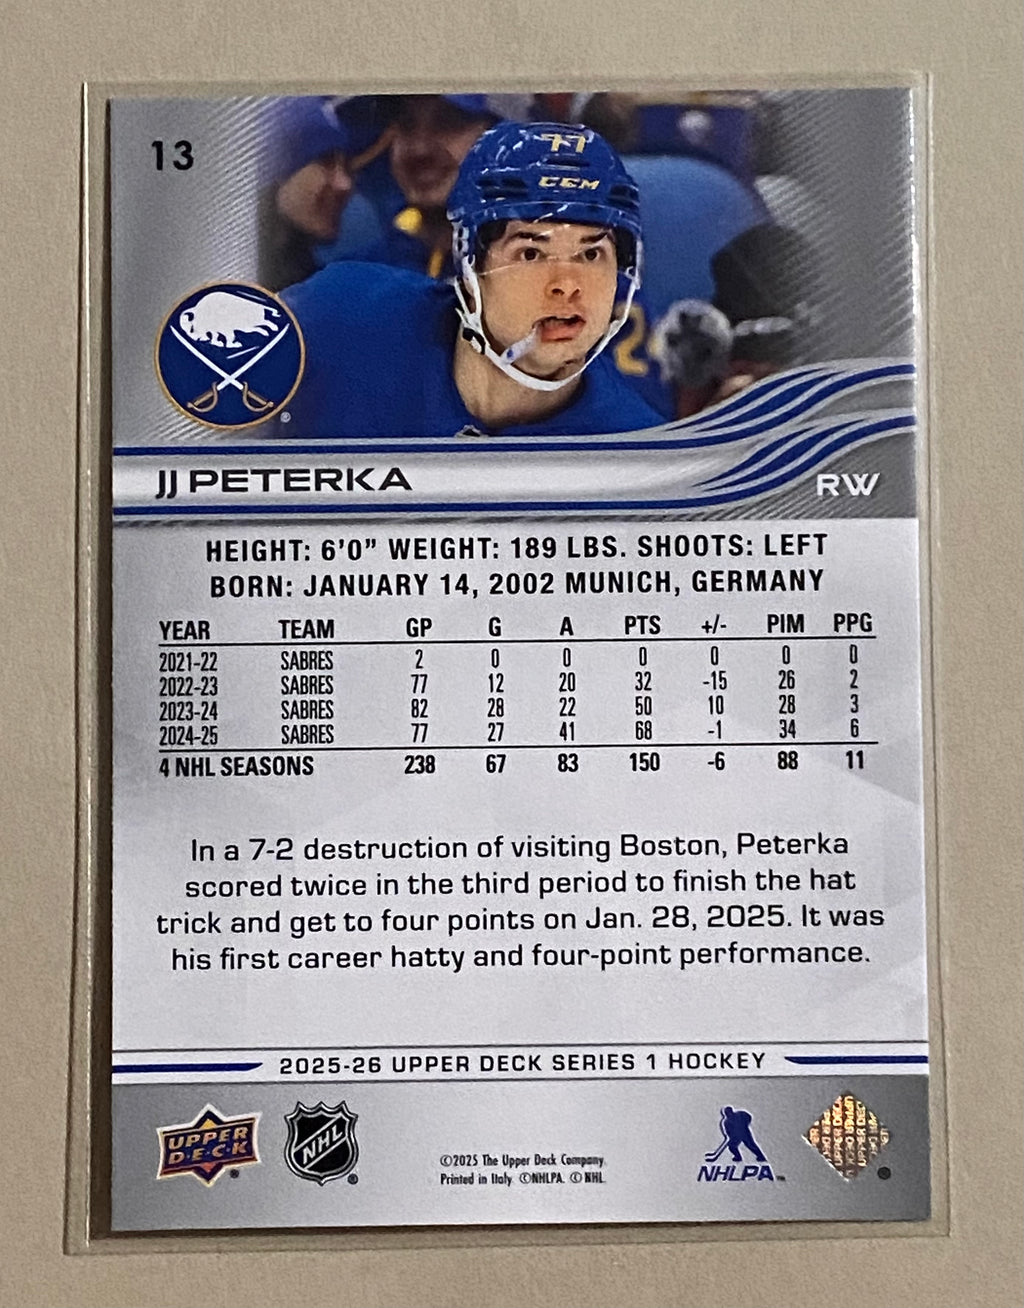 13
77
CCM
24
JJ PETERKA
RW
HEIGHT: 6'0" WEIGHT: 189 LBS. SHOOTS: LEFT
BORN: JANUARY 14, 2002 MUNICH, GERMANY
YEAR TEAM GP G A PTS +/- PIM PPG
2021-22 SABRES 2 0 0 0 0 0 0
2022-23 SABRES 77 12 20 32 -15 26 2
2023-24 SABRES 82 28 22 50 10 28 3
2024-25 SABRES 77 27 41 68 -1 34 6
4 NHL SEASONS 238 67 83 150 -6 88 11
In a 7-2 destruction of visiting Boston, Peterka
scored twice in the third period to finish the hat
trick and get to four points on Jan. 28, 2025. It was
his first career hatty and four-point performance.
2025-26 UPPER DECK SERIES 1 HOCKEY
UPPER DECK
NHL
©2025 The Upper Deck Company.
Printed in Italy. ©NHLPA. © NHL.
NHLPA™